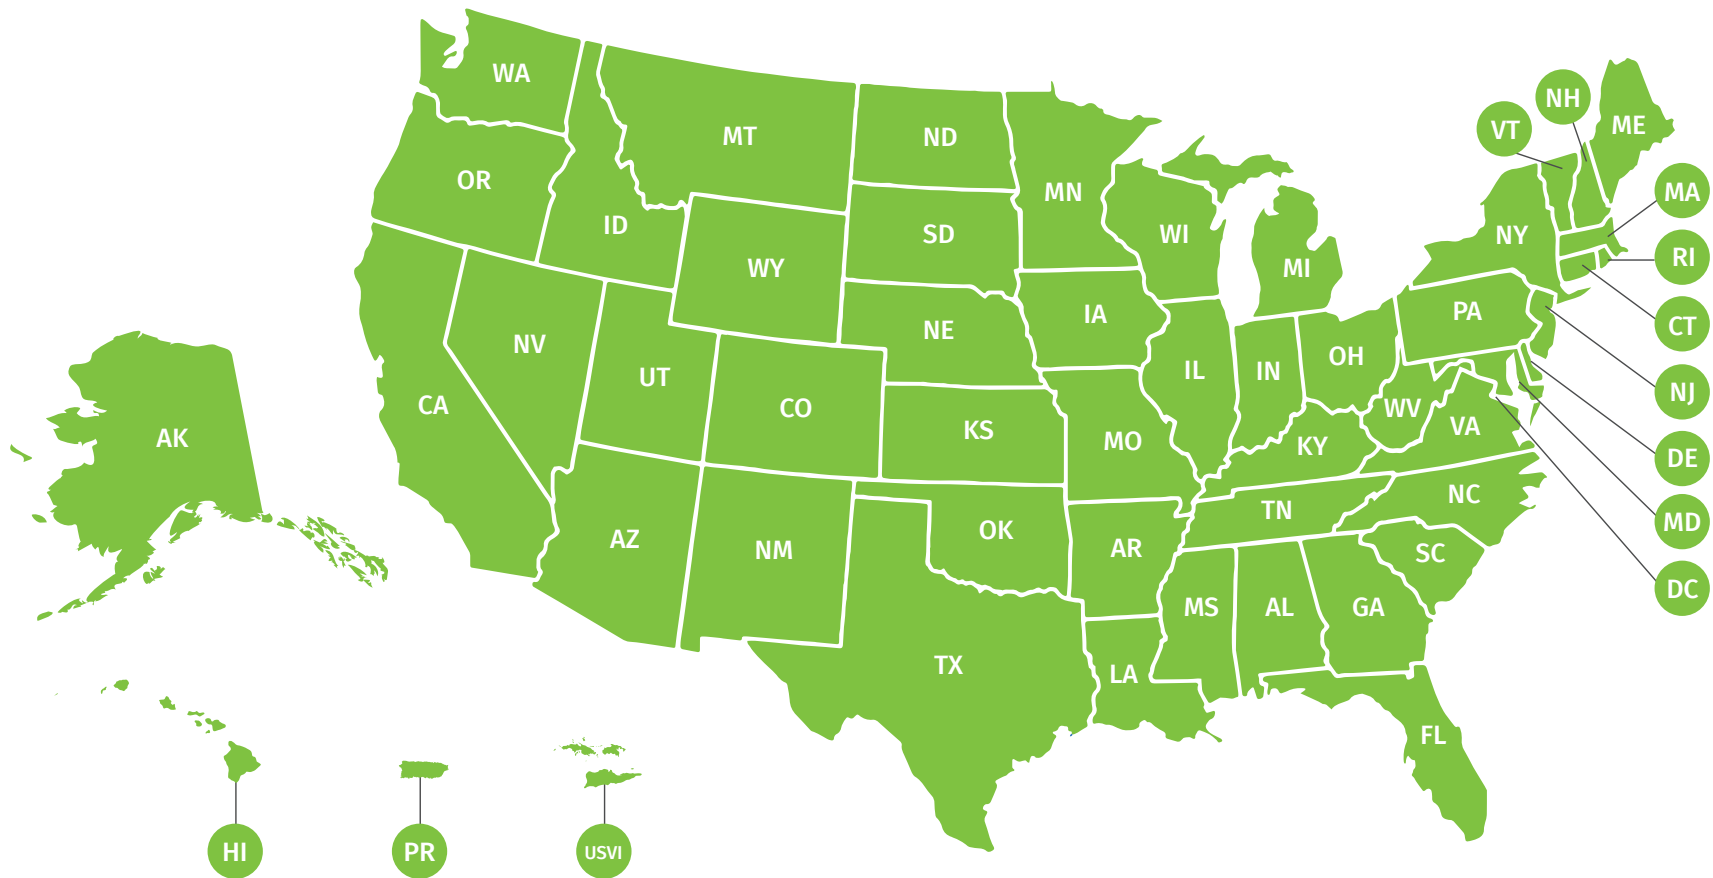 WA
MT
ND
MN
VT
NH
ME
OR
ID
WY
SD
WI
MI
NY
MA
RI
CT
NJ
DE
MD
DC
NV
UT
CO
NE
IA
IL
IN
OH
PA
CA
KS
MO
KY
WV
VA
AK
AZ
NM
OK
AR
TN
NC
SC
TX
LA
MS
AL
GA
FL
HI
PR
USVI